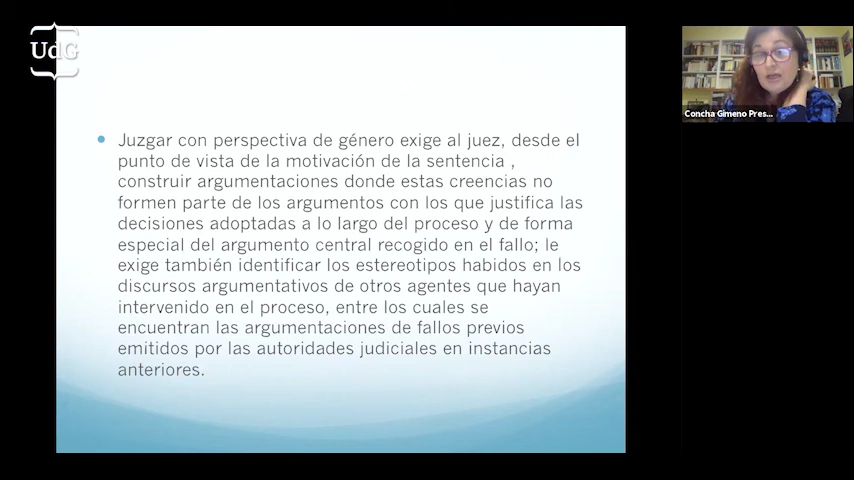 UdG
Concha Gimeno Pres...
Juzgar con perspectiva de género exige al juez, desde el
punto de vista de la motivación de la sentencia ,
construir argumentaciones donde estas creencias no
formen parte de los argumentos con los que justifica las
decisiones adoptadas a lo largo del proceso y de forma
especial del argumento central recogido en el fallo; le
exige también identificar los estereotipos habidos en los
discursos argumentativos de otros agentes que hayan
intervenido en el proceso, entre los cuales se
encuentran las argumentaciones de fallos previos
emitidos por las autoridades judiciales en instancias
anteriores.